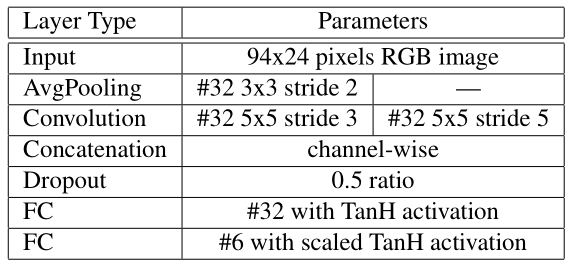 Layer Type Parameters
Input 94x24 pixels RGB image
AvgPooling #32 3x3 stride 2 —
Convolution #32 5x5 stride 3 #32 5x5 stride 5
Concatenation channel-wise
Dropout 0.5 ratio
FC #32 with TanH activation
FC #6 with scaled TanH activation